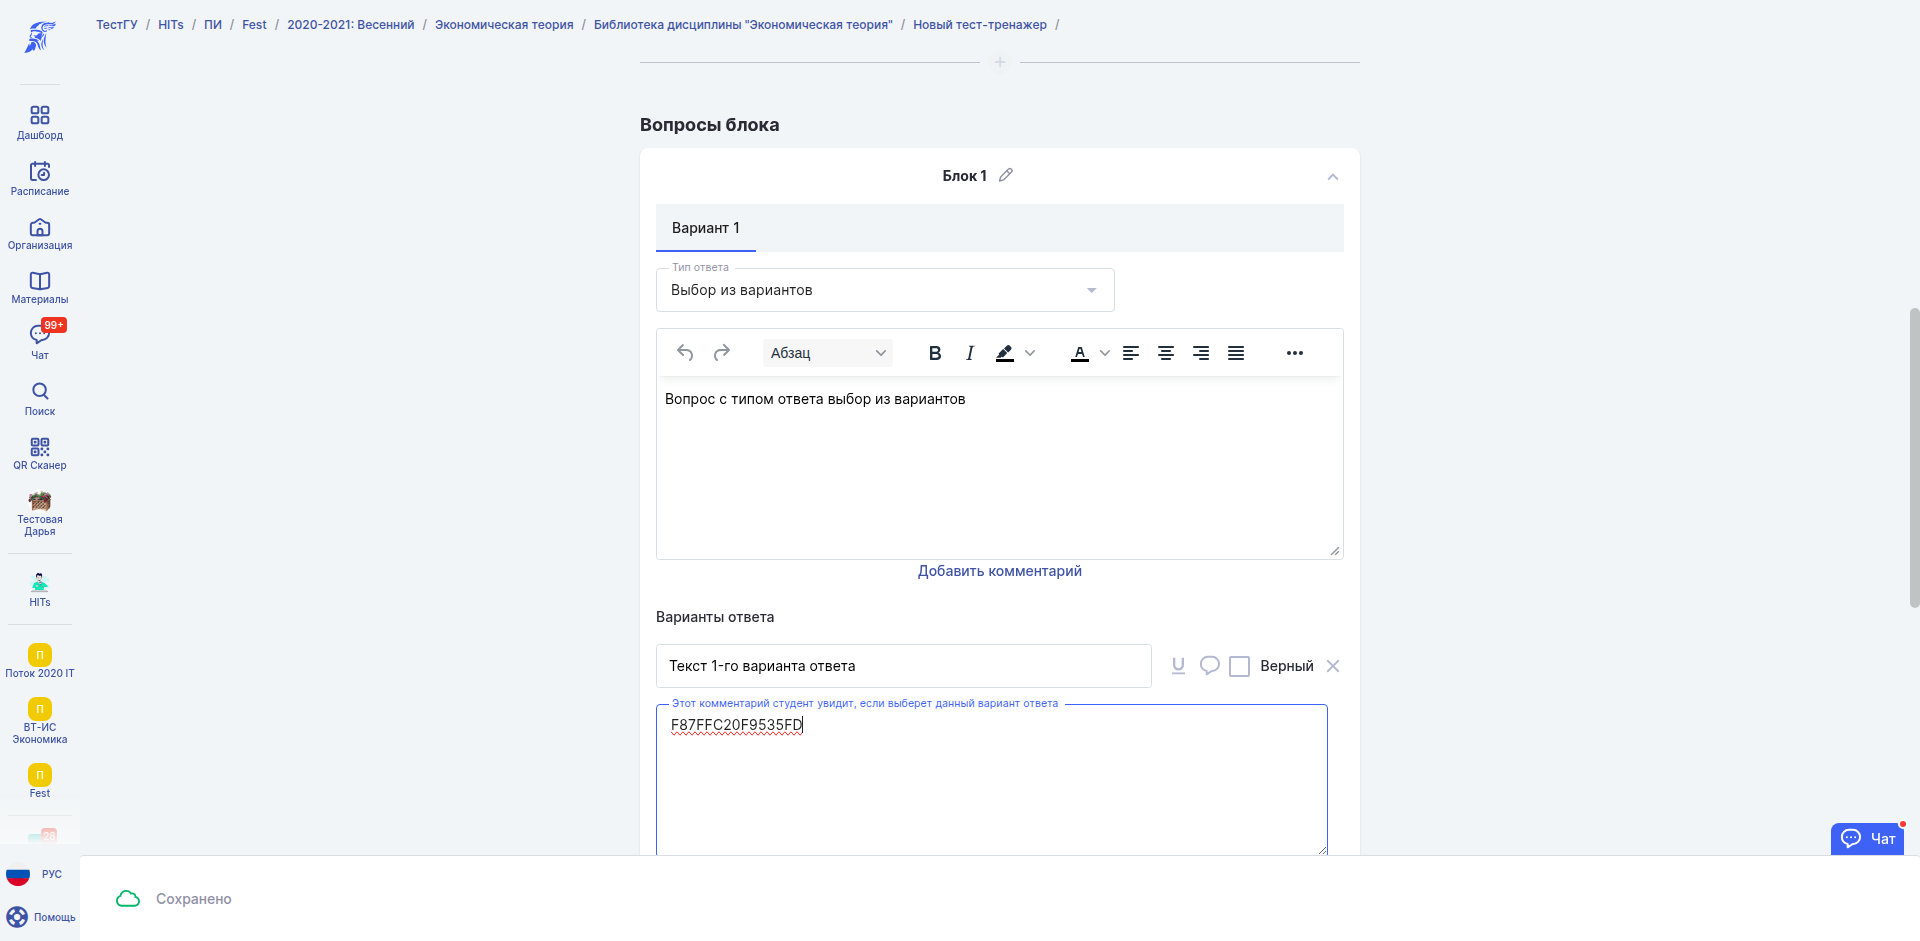 ТестГУ / HITs / ПИ / Fest / 2020-2021: Весенний / Экономическая теория / Библиотека дисциплины "Экономическая теория" / Новый тест-тренажер /
Дашборд
Расписание
Организация
Материалы
99+
Чат
Поиск
QR Сканер
Тестовая
Дарья
HITs
П
Поток 2020 IT
П
ВТ-ИС
Экономика
П
Fest
28
РУС
Помощь
Вопросы блока
Блок 1
Вариант 1
Тип ответа
Выбор из вариантов
Абзац
Вопрос с типом ответа выбор из вариантов
Добавить комментарий
Варианты ответа
Текст 1-го варианта ответа
Верный
Этот комментарий студент увидит, если выберет данный вариант ответа
F87FFC20F9535FD
Чат
Сохранено